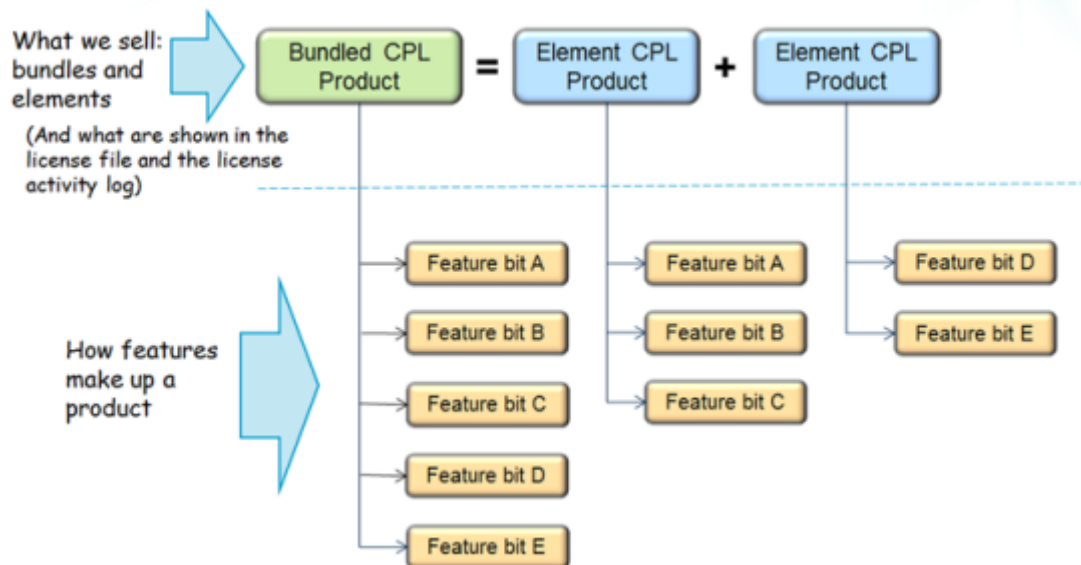 What we sell:
bundles and
elements
(And what are shown in the
license file and the license
activity log)
Bundled CPL
Product
=
Element CPL
Product
+
Element CPL
Product
How features
make up a
product
Feature bit A
Feature bit B
Feature bit C
Feature bit D
Feature bit E
Feature bit A
Feature bit B
Feature bit C
Feature bit D
Feature bit E